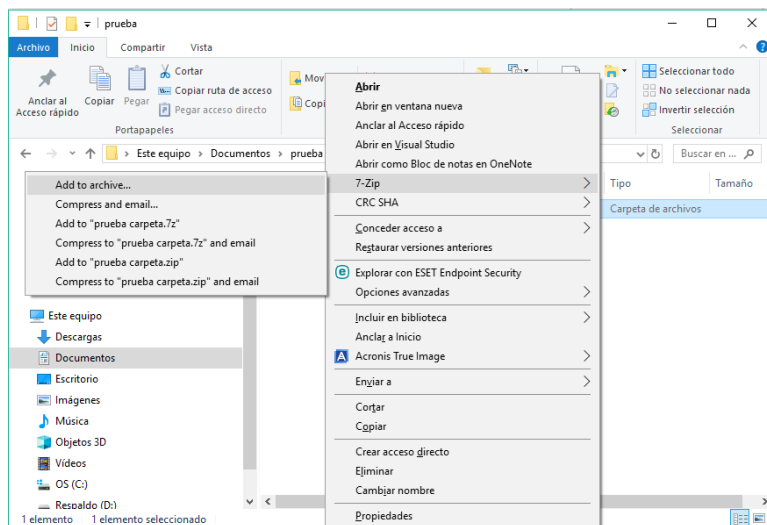 prueba
Archivo Inicio Compartir Vista
Anclar al
Acceso rápido
Copiar
Pegar
Cortar
Copiar ruta de acceso
Pegar acceso directo
Portapapeles
Seleccionar todo
No seleccionar nada
Invertir selección
Seleccionar
Este equipo > Documentos > prueba
Buscar en ...
Tipo Tamaño
Carpeta de archivos
Abrir
Abrir en ventana nueva
Anclar al Acceso rápido
Abrir en Visual Studio
Abrir como Bloc de notas en OneNote
7-Zip
CRC SHA
Conceder acceso a
Restaurar versiones anteriores
Explorar con ESET Endpoint Security
Opciones avanzadas
Incluir en biblioteca
Anclar a Inicio
Acronis True Image
Enviar a
Cortar
Copiar
Crear acceso directo
Eliminar
Cambiar nombre
Propiedades
Add to archive...
Compress and email...
Add to "prueba carpeta.7z"
Compress to "prueba carpeta.7z" and email
Add to "prueba carpeta.zip"
Compress to "prueba carpeta.zip" and email
Este equipo
Descargas
Documentos
Escritorio
Imágenes
Música
Objetos 3D
Vídeos
OS (C:)
Respaldo (D:)
1 elemento 1 elemento seleccionado